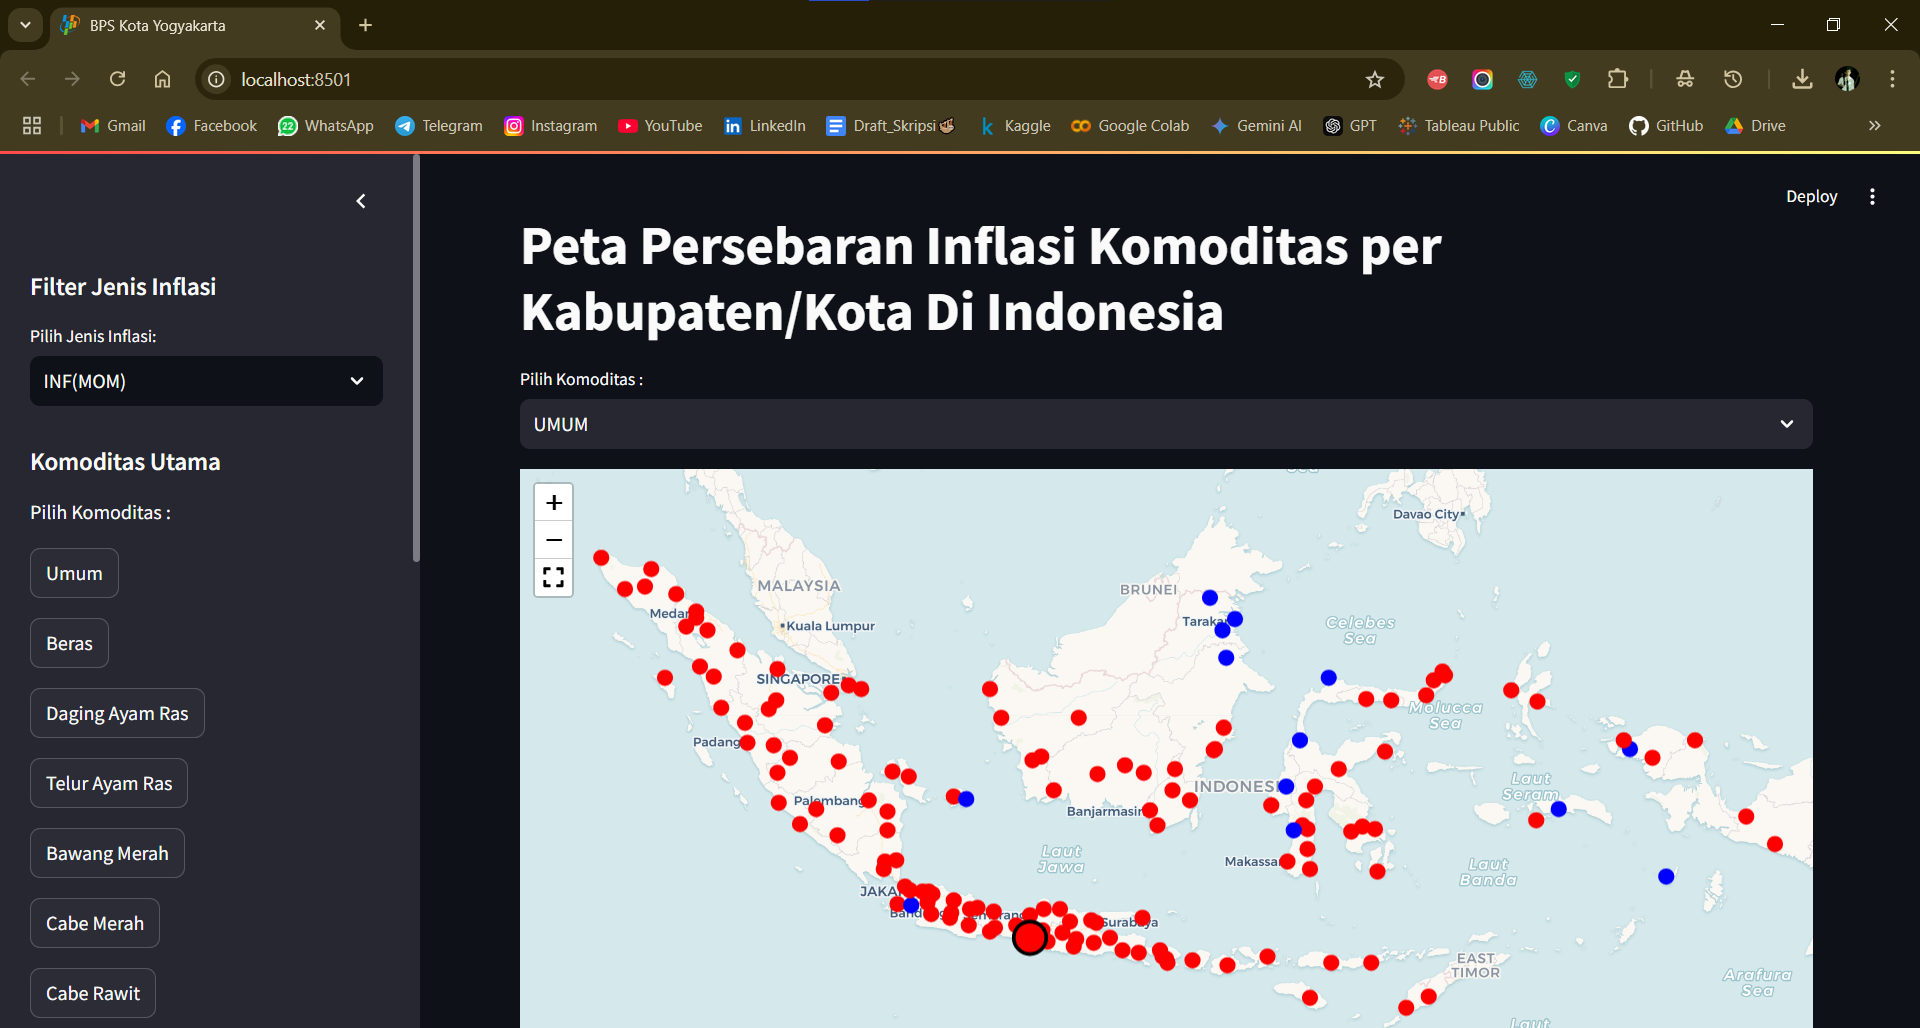 BPS Kota Yogyakarta
localhost:8501
Gmail
Facebook
WhatsApp
Telegram
Instagram
YouTube
LinkedIn
Draft_Skripsi
Kaggle
Google Colab
Gemini AI
GPT
Tableau Public
Canva
GitHub
Drive
Deploy
Filter Jenis Inflasi
Pilih Jenis Inflasi:
INF(MOM)
Komoditas Utama
Pilih Komoditas :
Umum
Beras
Daging Ayam Ras
Telur Ayam Ras
Bawang Merah
Cabe Merah
Cabe Rawit
Peta Persebaran Inflasi Komoditas per
Kabupaten/Kota Di Indonesia
Pilih Komoditas :
UMUM
+
−
Davao City
MALAYSIA
BRUNEI
Medan
Kuala Lumpur
Tarakan
Celebes
Sea
SINGAPORE
Molucca
Sea
Padang
INDONESI
Laut
Seram
Palembang
Banjarmasin
Laut
Jawa
Makassar
Laut
Banda
JAKA
Band
Surabaya
EAST
TIMOR
Arafura
Sea
Laut